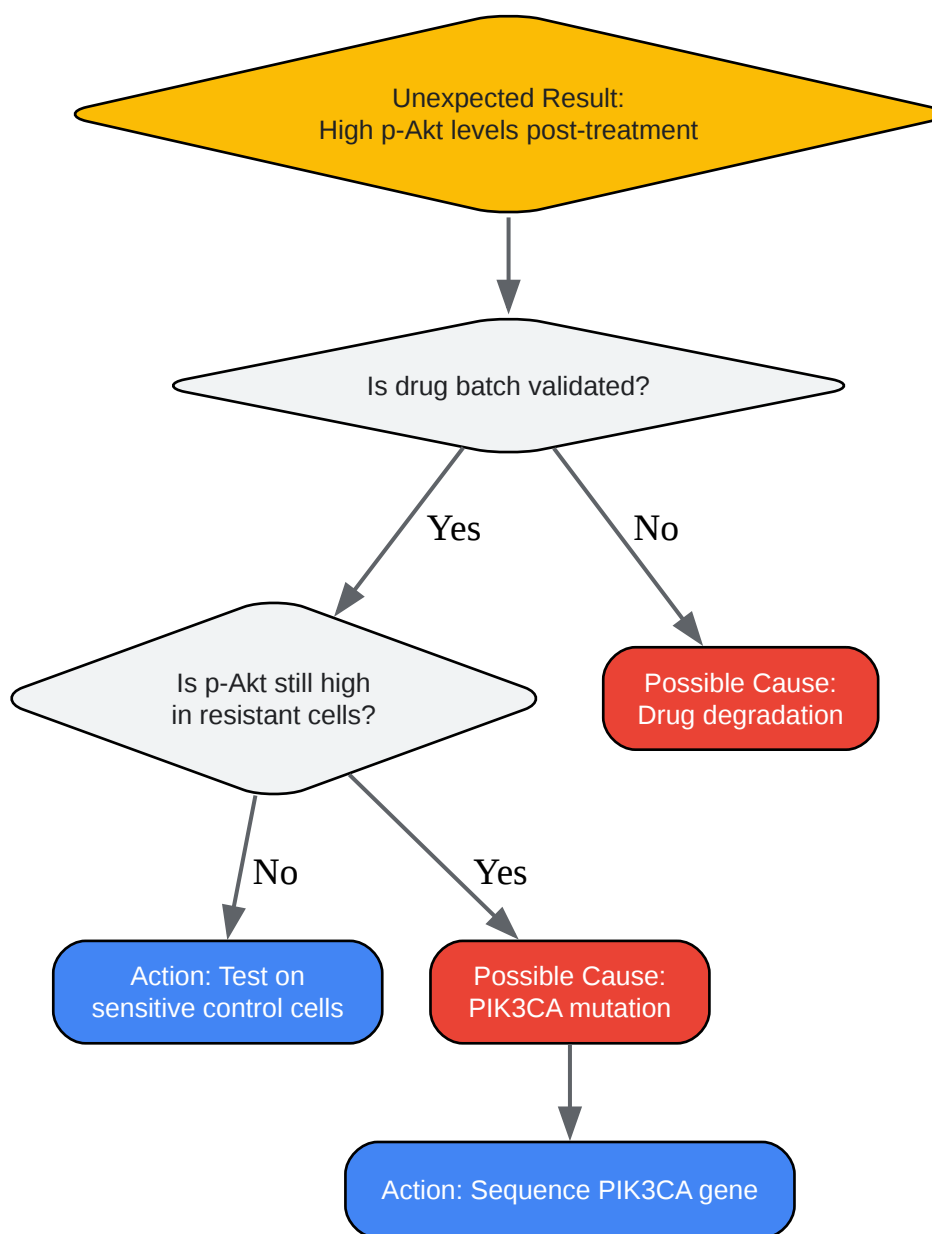 Unexpected Result:
High p-Akt levels post-treatment
Is drug batch validated?
Yes
No
Is p-Akt still high
in resistant cells?
Possible Cause:
Drug degradation
No
Yes
Action: Test on
sensitive control cells
Possible Cause:
PIK3CA mutation
Action: Sequence PIK3CA gene